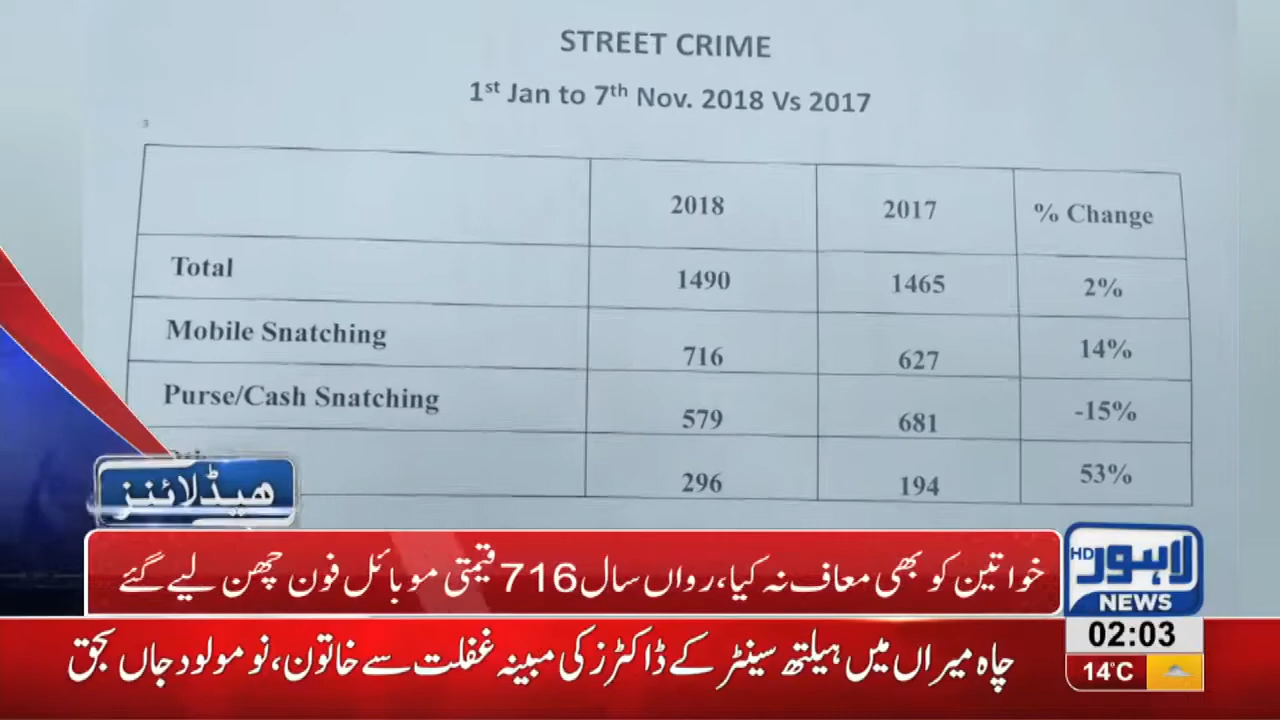 STREET CRIME
1st Jan to 7th Nov. 2018 Vs 2017
2018 2017 % Change
Total 1490 1465 2%
Mobile Snatching 716 627 14%
Purse/Cash Snatching 579 681 -15%
296 194 53%
ہیڈلائنز
خواتین کو بھی معاف نہ کیا، رواں سال 716 قیمتی موبائل فون چھن لیے گئے
لاہور HD
NEWS
02:03
چاہ میراں میں ہیلتھ سینٹر کے ڈاکٹرز کی مبینہ غفلت سے خاتون، نومولود جاں بحق
14°C